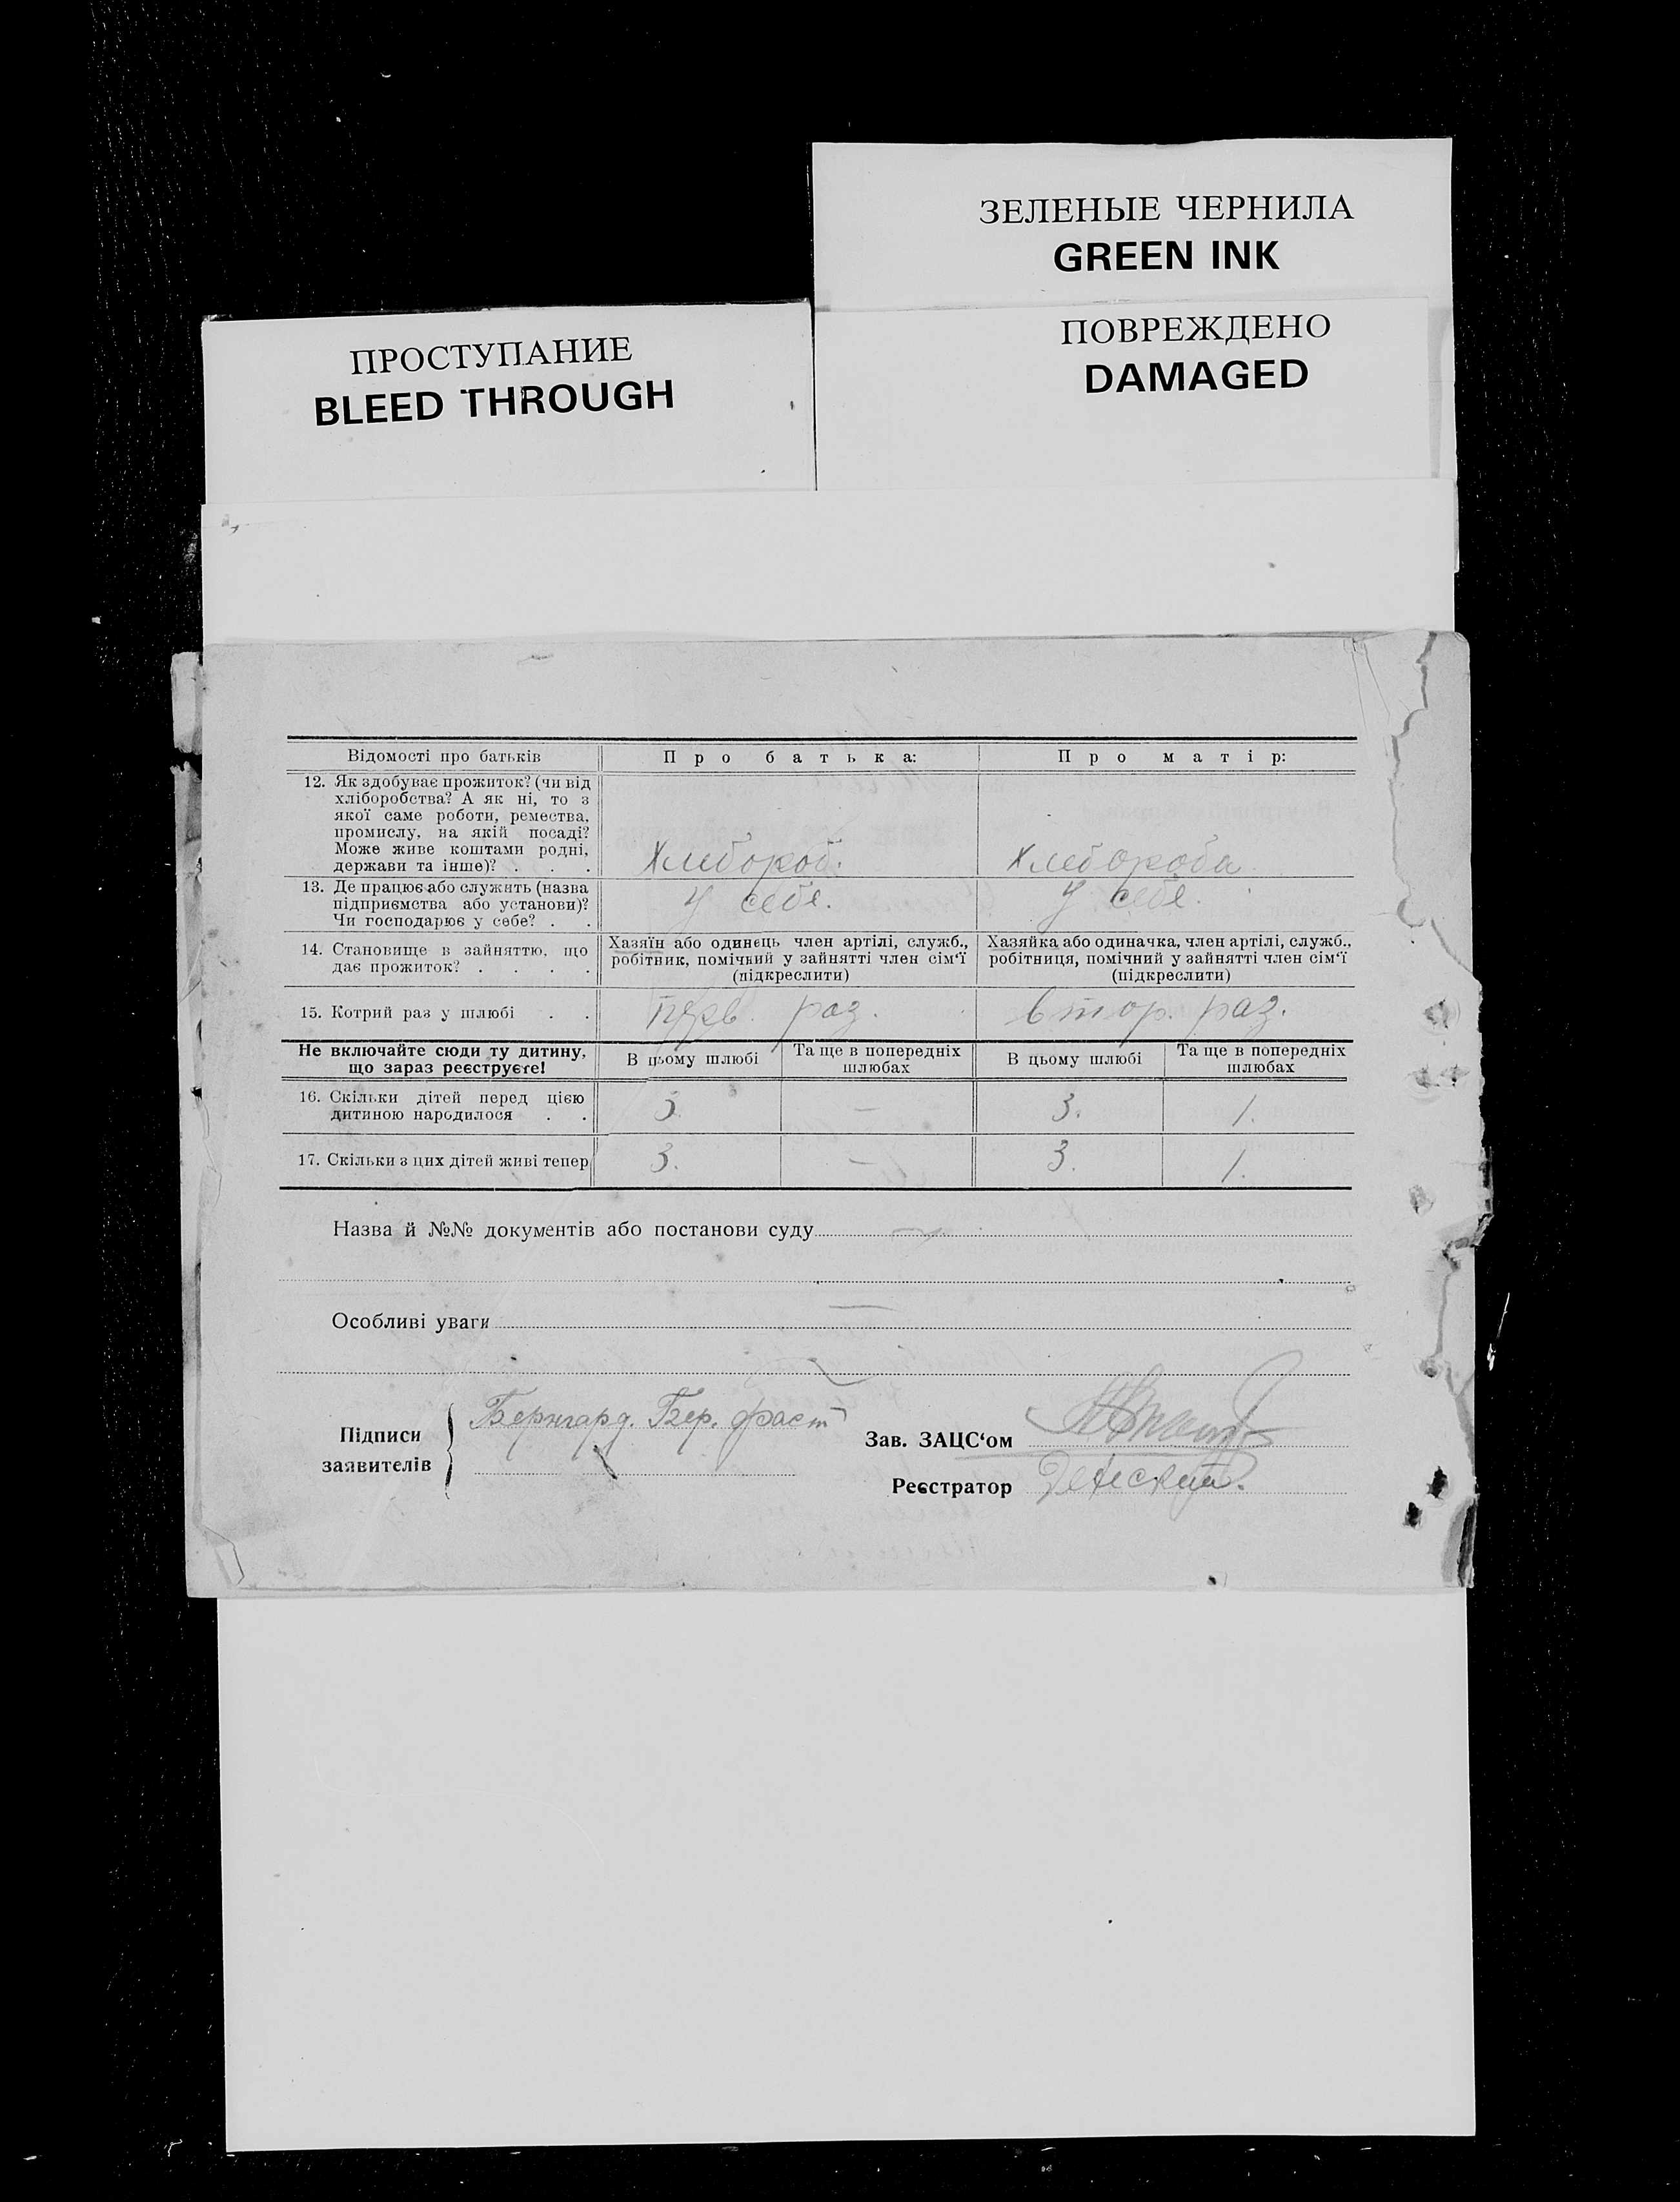 ЗЕЛЕНЫЕ ЧЕРНИЛА
GREEN INK
ПРОСТУПАНИЕ
BLEED THROUGH
ПОВРЕЖДЕНО
DAMAGED
Відомості про батьків
Про батька:
Про матір:
12. Як здобуває прожиток? (чи від
хліборобства? А як ні, то з
якої саме роботи, ремества,
промислу, на якій посаді?
Може живе коштами родні,
держави та інше)? . . .
Хлебороб.
Хлебороба
13. Де працює або служить (назва
підприємства або установи)?
Чи господарює у себе? . .
У себе.
У себе.
14. Становище в зайняттю, що
дає прожиток? . . . .
Хазяїн або одинець член артілі, служб.,
робітник, помічний у зайнятті член сім‘ї
(підкреслити)
Хазяйка або одиначка, член артілі, служб.,
робітниця, помічний у зайнятті член сім‘ї
(підкреслити)
15. Котрий раз у шлюбі . .
перв. раз.
втор. раз.
Не включайте сюди ту дитину,
що зараз реєструєте!
В цьому шлюбі
Та ще в попередніх
шлюбах
В цьому шлюбі
Та ще в попередніх
шлюбах
16. Скільки дітей перед цією
дитиною народилося . .
3
—
3.
1.
17. Скільки з цих дітей живі тепер
3.
—
3.
1.
Назва й №№ документів або постанови суду
Особливі уваги
—
Підписи
заявителів
Бернгард. Бер. фаст
Зав. ЗАЦС‘ом
Реєстратор